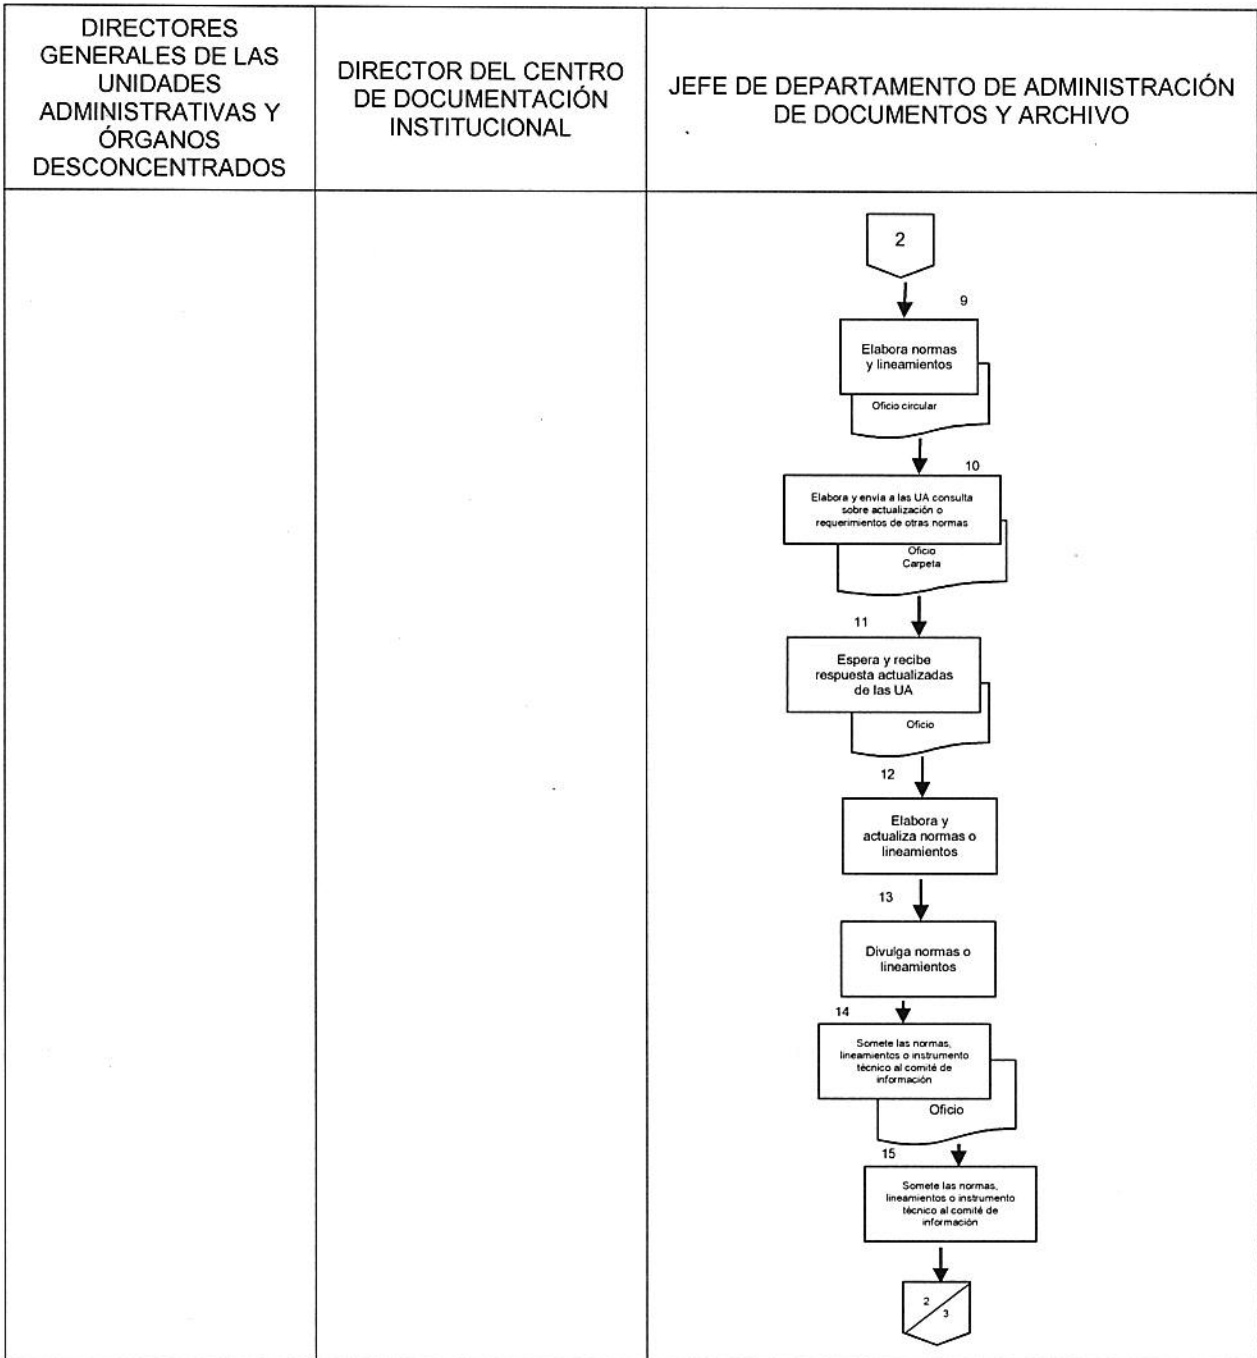 DIRECTORES
GENERALES DE LAS
UNIDADES
ADMINISTRATIVAS Y
ÓRGANOS
DESCONCENTRADOS
DIRECTOR DEL CENTRO
DE DOCUMENTACIÓN
INSTITUCIONAL
JEFE DE DEPARTAMENTO DE ADMINISTRACIÓN
DE DOCUMENTOS Y ARCHIVO
2
9
Elabora normas
y lineamientos
Oficio circular
10
Elabora y envía a las UA consulta
sobre actualización o
requerimientos de otras normas
Oficio
Carpeta
11
Espera y recibe
respuesta actualizadas
de las UA
Oficio
12
Elabora y
actualiza normas o
lineamientos
13
Divulga normas o
lineamientos
14
Somete las normas,
lineamientos o instrumento
técnico al comité de
información
Oficio
15
Somete las normas,
lineamientos o instrumento
técnico al comité de
información
2
3